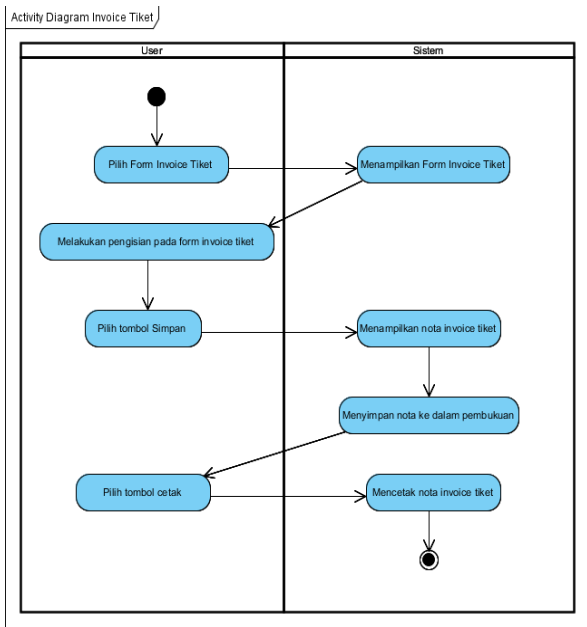 Activity Diagram Invoice Tiket
User
Sistem
Pilih Form Invoice Tiket
Menampilkan Form Invoice Tiket
Melakukan pengisian pada form invoice tiket
Pilih tombol Simpan
Menampilkan nota invoice tiket
Menyimpan nota ke dalam pembukuan
Pilih tombol cetak
Mencetak nota invoice tiket